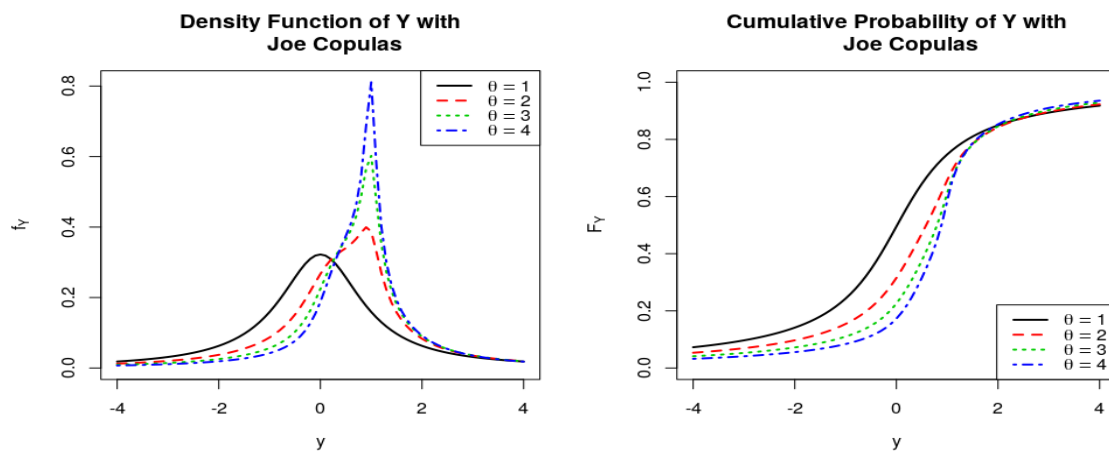 Density Function of Y with
Joe Copulas
θ = 1
θ = 2
θ = 3
θ = 4
0.0
0.2
0.4
0.6
0.8
fY
-4
-2
0
2
4
y
Cumulative Probability of Y with
Joe Copulas
θ = 1
θ = 2
θ = 3
θ = 4
0.0
0.2
0.4
0.6
0.8
1.0
FY
-4
-2
0
2
4
y